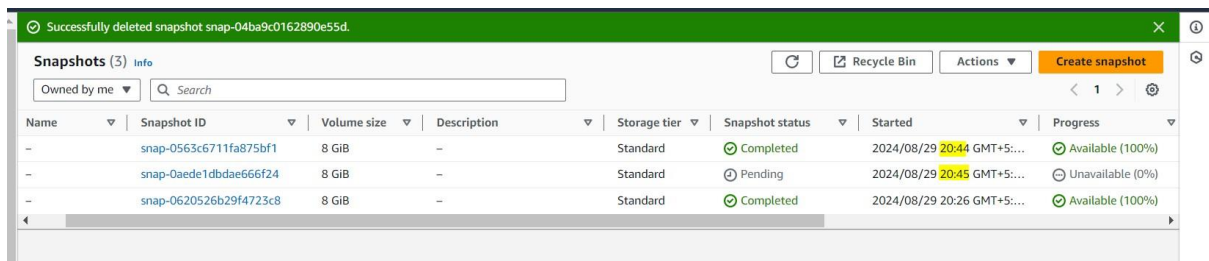 Successfully deleted snapshot snap-04ba9c0162890e55d.
Snapshots (3) Info
Recycle Bin
Actions
Create snapshot
Owned by me
Search
1
Name Snapshot ID Volume size Description Storage tier Snapshot status Started Progress
– snap-0563c6711fa875bf1 8 GiB – Standard Completed 2024/08/29 20:44 GMT+5:... Available (100%)
– snap-0aede1dbdae666f24 8 GiB – Standard Pending 2024/08/29 20:45 GMT+5:... Unavailable (0%)
– snap-0620526b29f4723c8 8 GiB – Standard Completed 2024/08/29 20:26 GMT+5:... Available (100%)